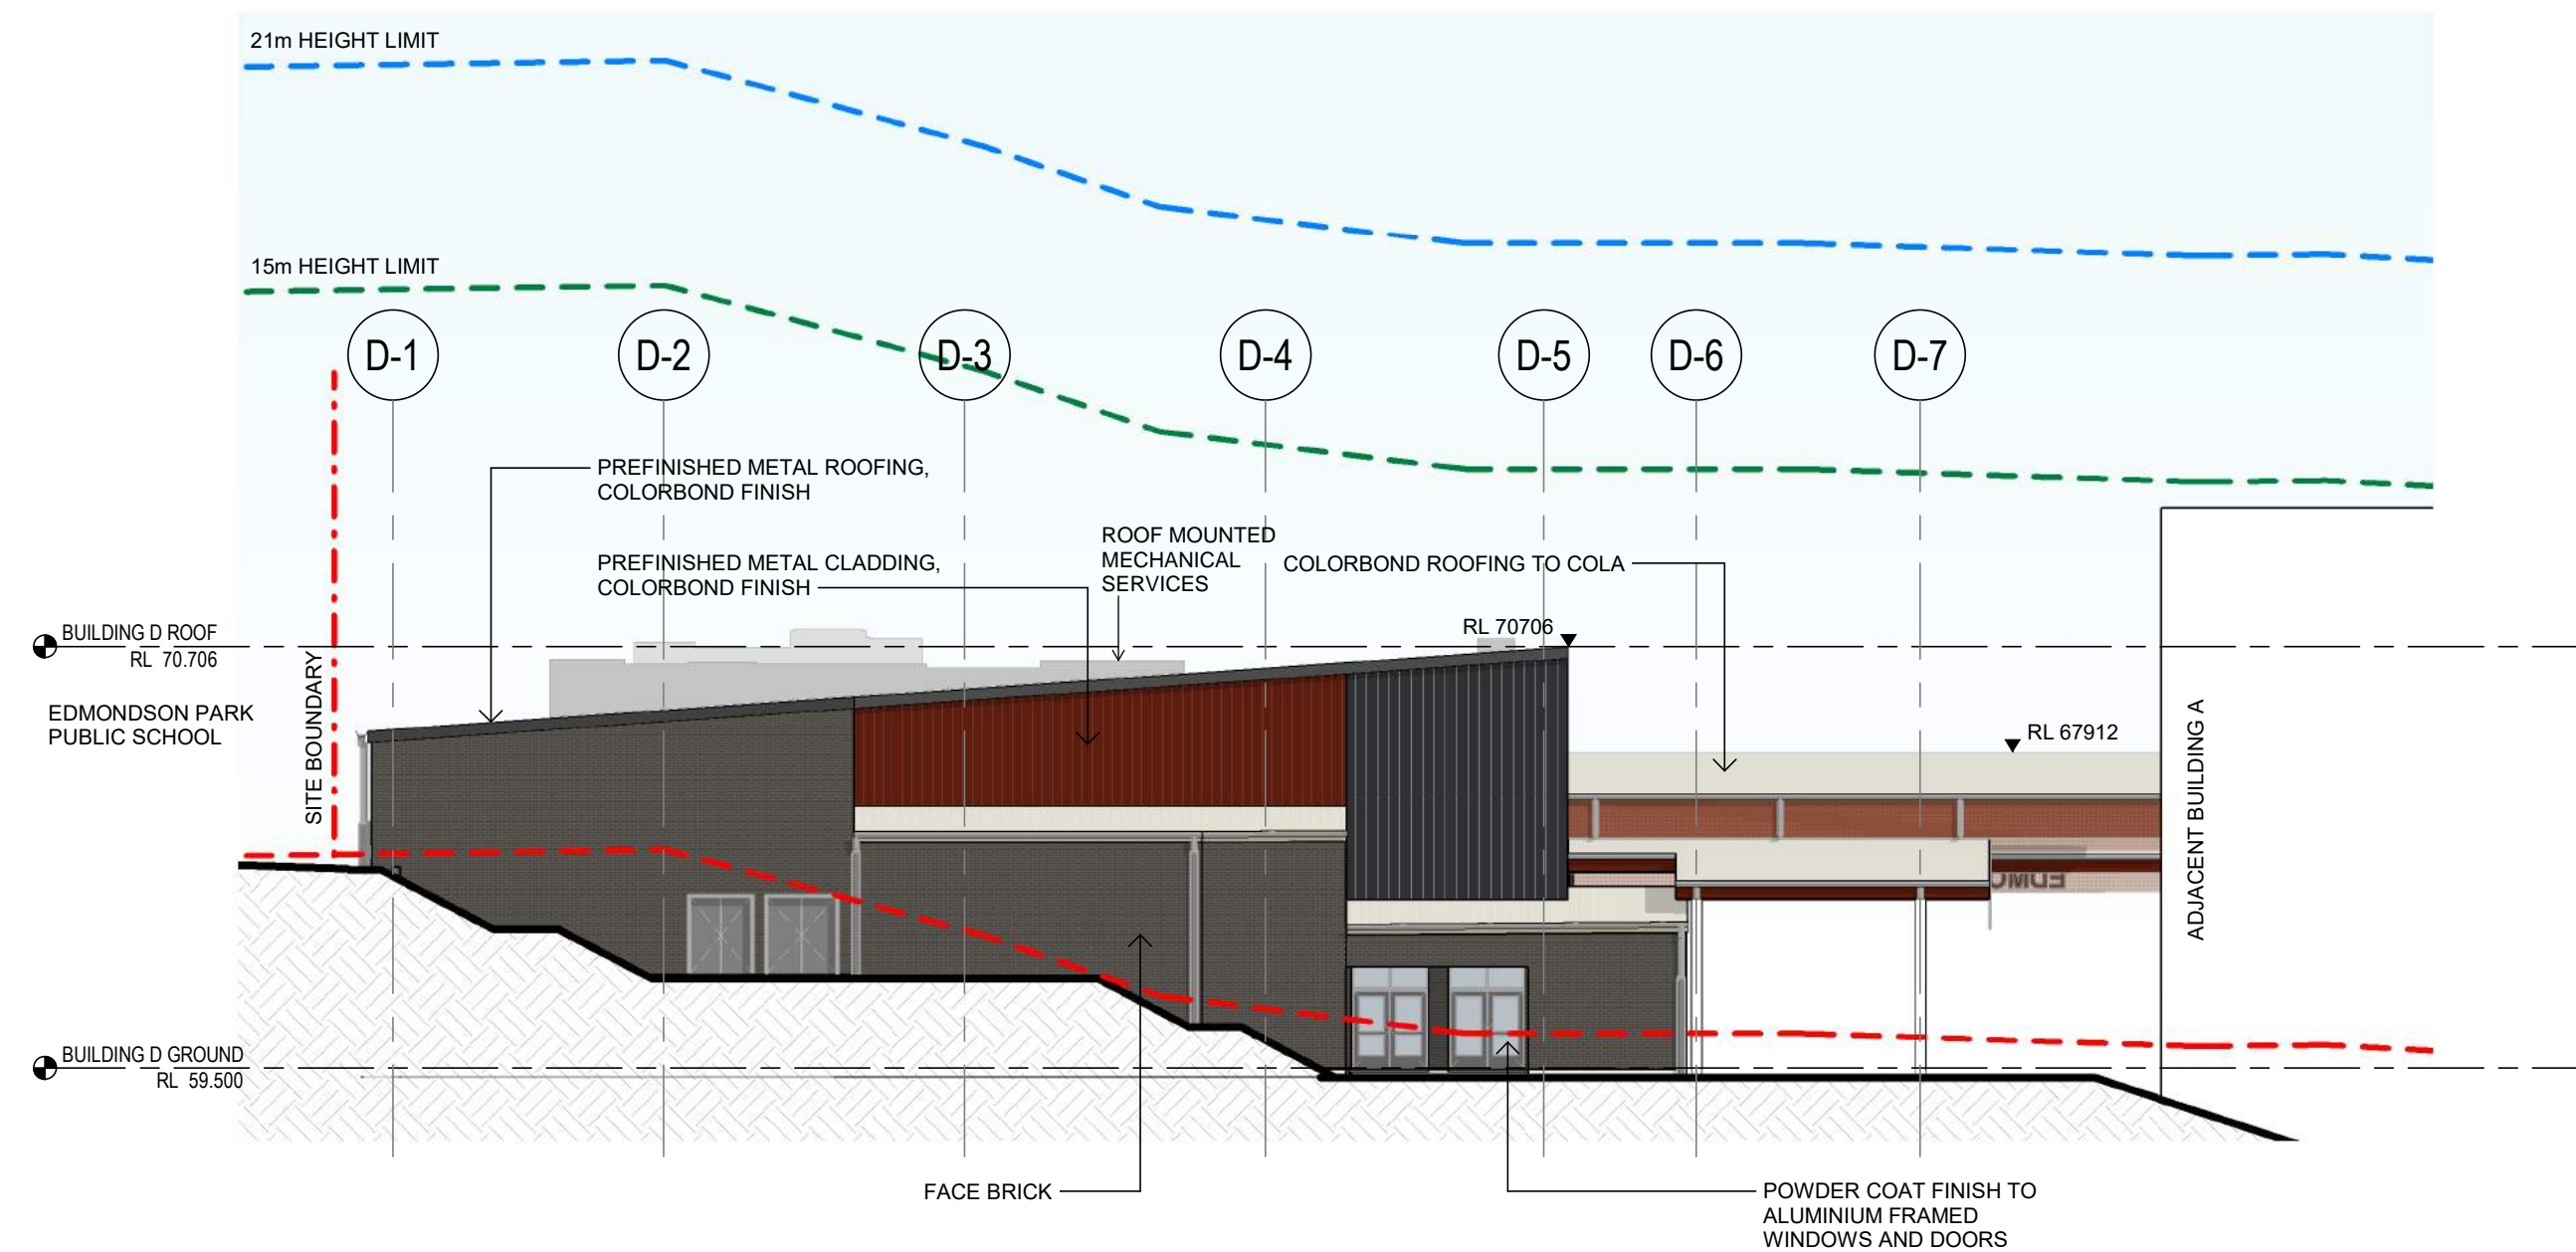 21m HEIGHT LIMIT
15m HEIGHT LIMIT
D-1
D-2
D-3
D-4
D-5
D-6
D-7
PREFINISHED METAL ROOFING,
COLORBOND FINISH
PREFINISHED METAL CLADDING,
COLORBOND FINISH
ROOF MOUNTED
MECHANICAL
SERVICES
COLORBOND ROOFING TO COLA
BUILDING D ROOF
RL 70.706
RL 70706
EDMONDSON PARK
PUBLIC SCHOOL
SITE BOUNDARY
RL 67912
ADJACENT BUILDING A
EDMO
BUILDING D GROUND
RL 59.500
FACE BRICK
POWDER COAT FINISH TO
ALUMINIUM FRAMED
WINDOWS AND DOORS